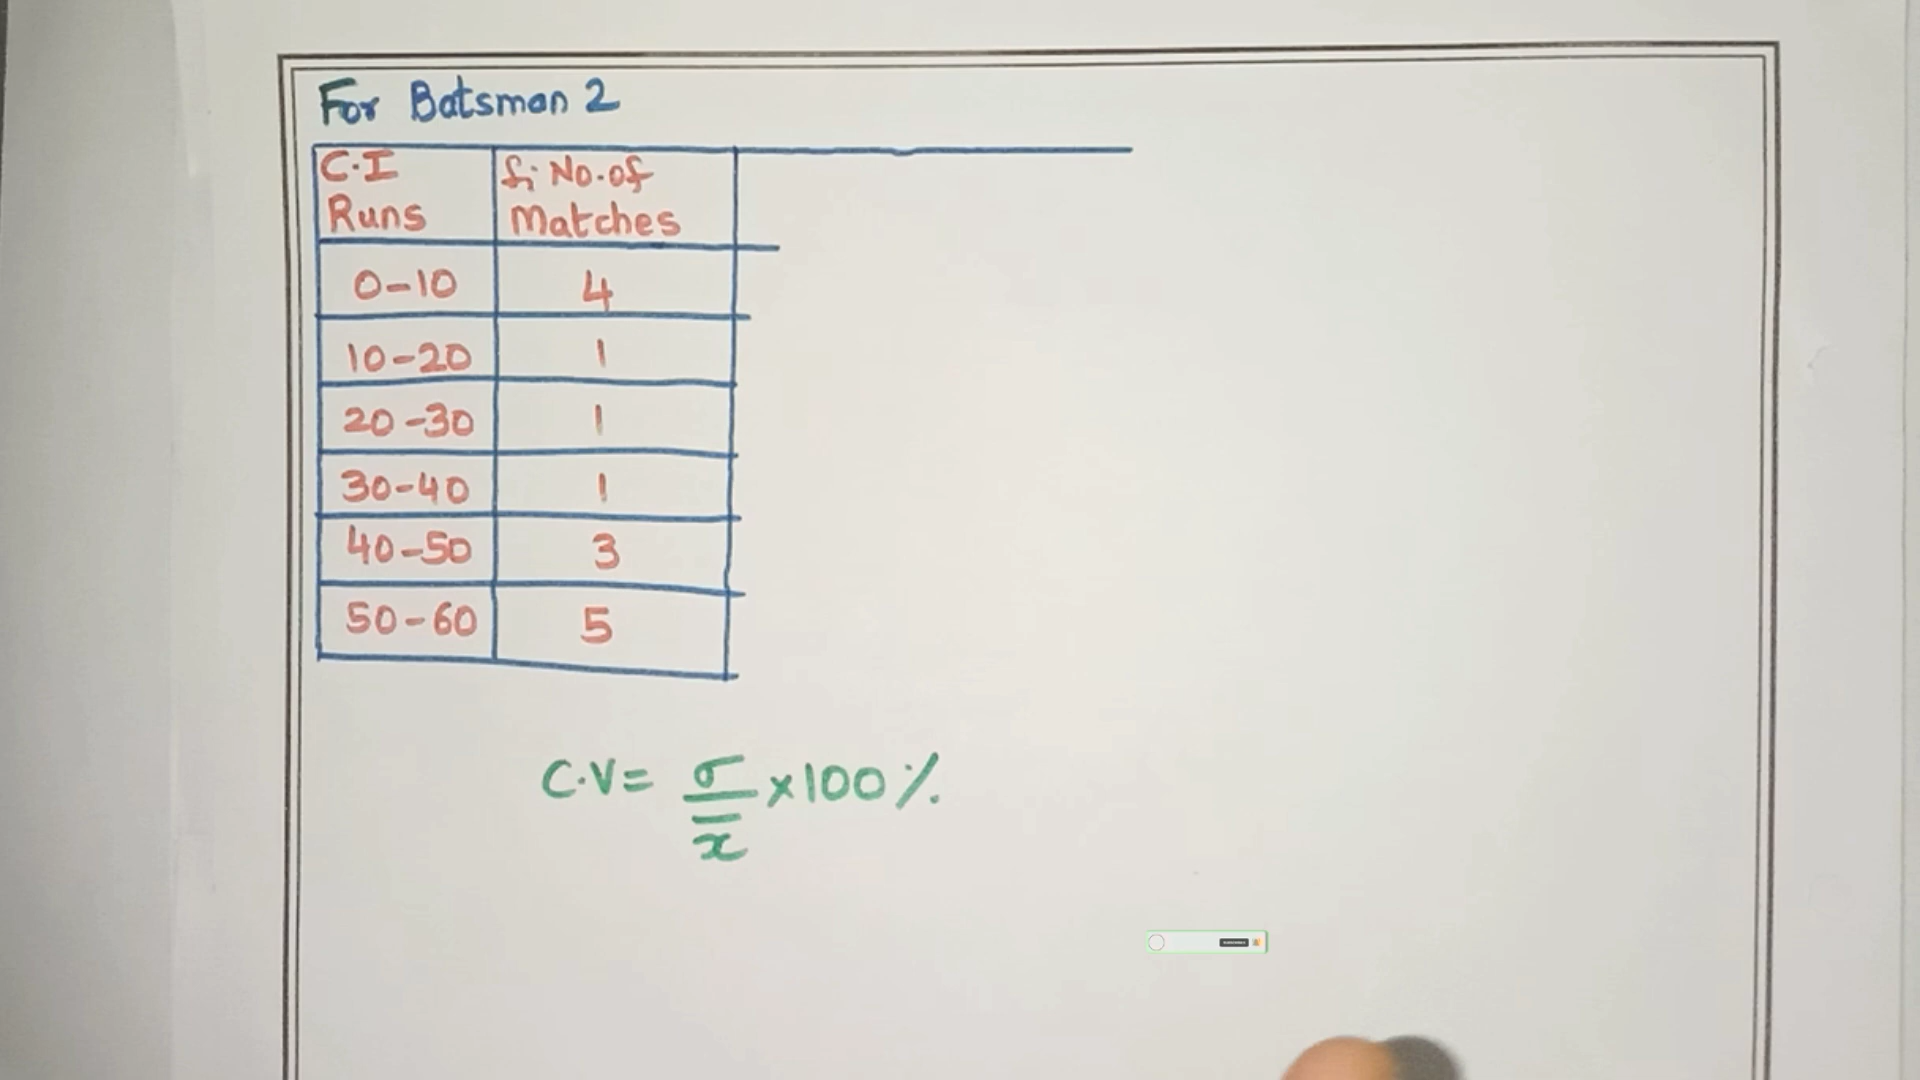 For Batsman 2
C.I Runs
fi No.of Matches
0-10 4
10-20 1
20-30 1
30-40 1
40-50 3
50-60 5
C.V = σ/x̄ ×100%